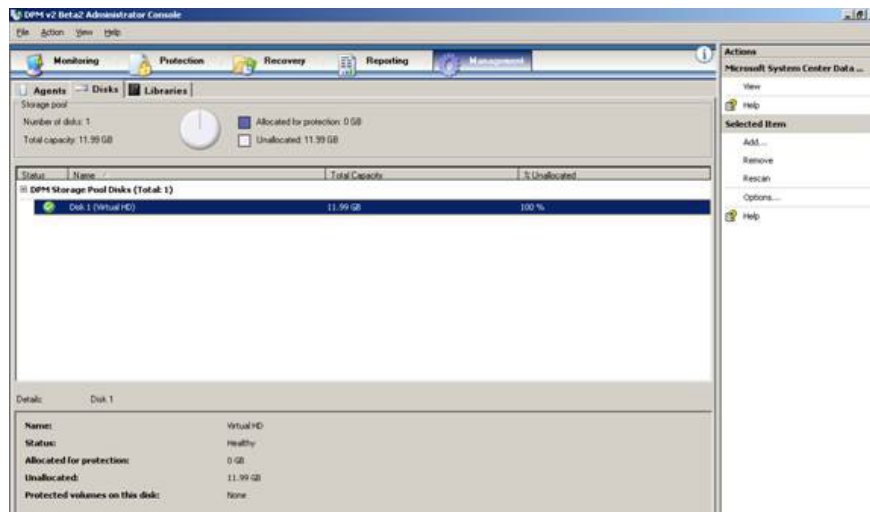 DPM v2 Beta2 Administrator Console
File Action View Help
Monitoring Protection Recovery Reporting Management
Agents Disks Libraries
Storage pool
Number of disks: 1
Allocated for protection: 0 GB
Total capacity: 11.99 GB
Unallocated: 11.99 GB
Status Name Total Capacity % Unallocated
DPM Storage Pool Disks (Total: 1)
Disk 1 (Virtual HD) 11.99 GB 100 %
Details: Disk 1
Name: Virtual HD
Status: Healthy
Allocated for protection: 0 GB
Unallocated: 11.99 GB
Protected volumes on this disk: None
Actions
Microsoft System Center Data ...
View
Help
Selected Item
Add...
Remove
Rescan
Options...
Help